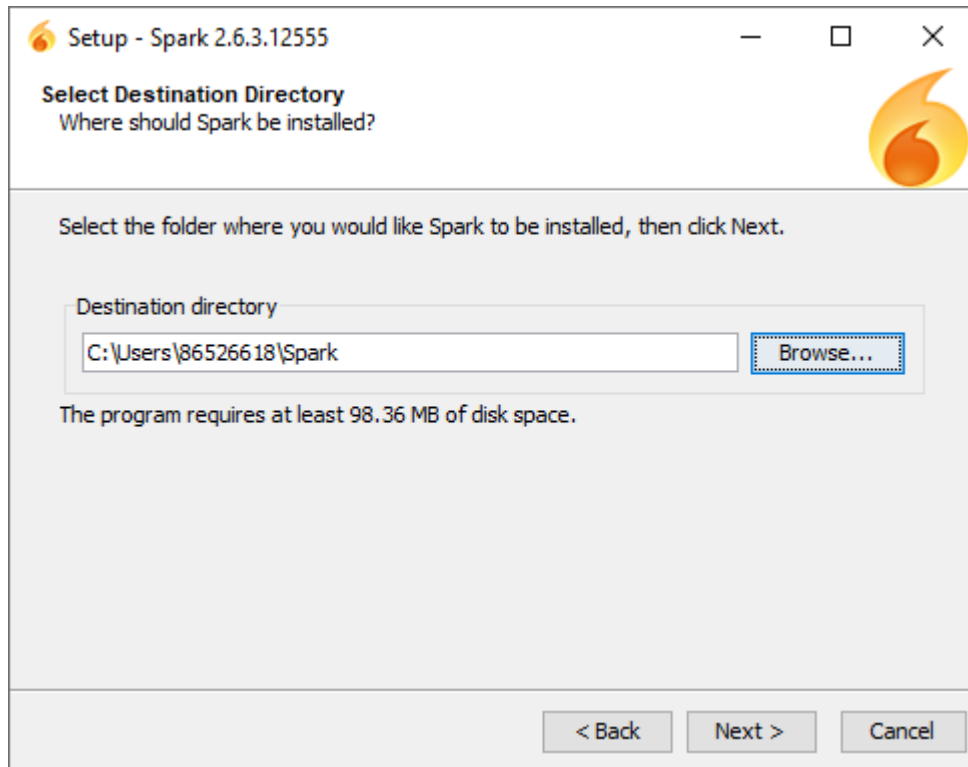 Setup - Spark 2.6.3.12555
Select Destination Directory
Where should Spark be installed?
Select the folder where you would like Spark to be installed, then click Next.
Destination directory
C:\Users\86526618\Spark
Browse...
The program requires at least 98.36 MB of disk space.
< Back
Next >
Cancel